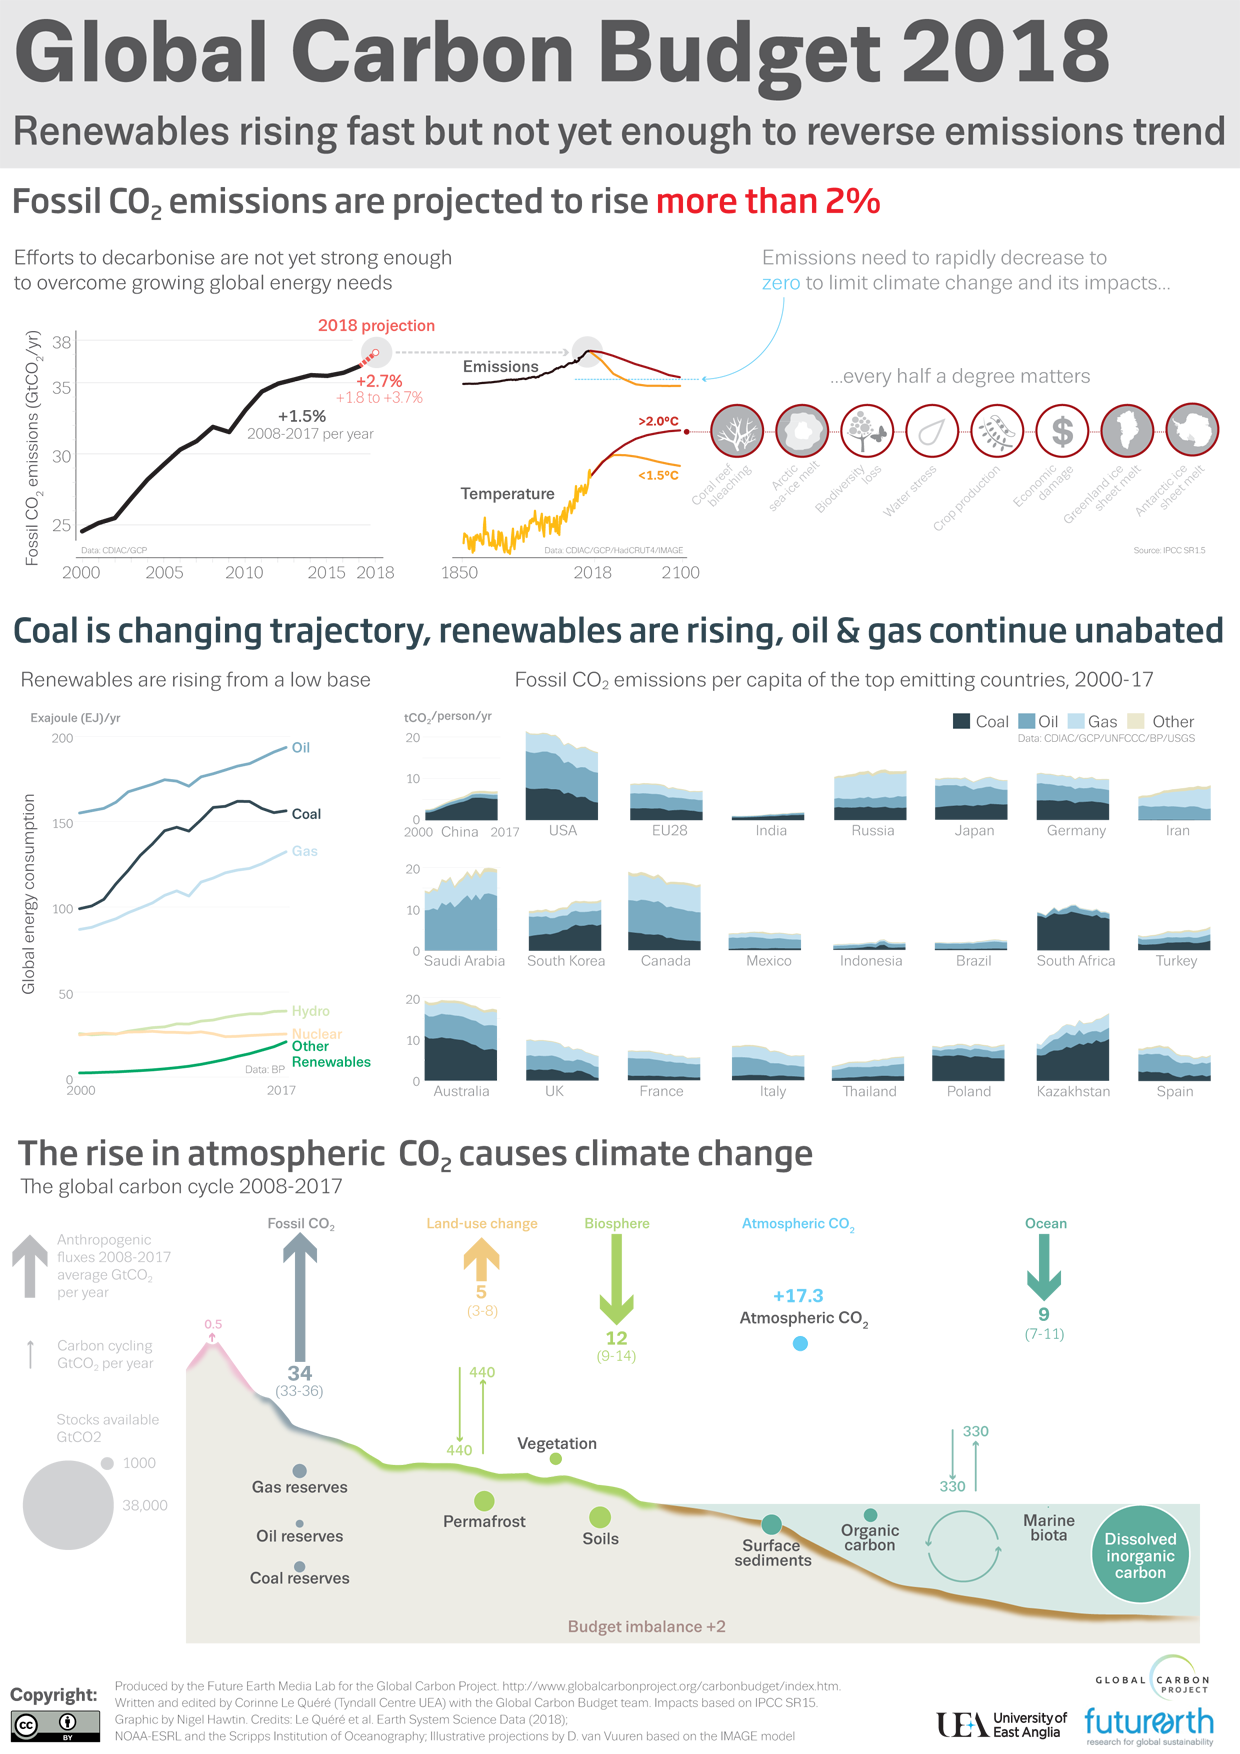 Global Carbon Budget 2018
Renewables rising fast but not yet enough to reverse emissions trend
Fossil CO2 emissions are projected to rise more than 2%
Efforts to decarbonise are not yet strong enough
to overcome growing global energy needs
Emissions need to rapidly decrease to
zero to limit climate change and its impacts...
Fossil CO2 emissions (GtCO2/yr)
38
35
30
25
2018 projection
+2.7%
+1.8 to +3.7%
+1.5%
2008-2017 per year
Data: CDIAC/GCP
2000
2005
2010
2015
2018
Emissions
>2.0°C
<1.5°C
Temperature
Data: CDIAC/GCP/HadCRUT4/IMAGE
1850
2018
2100
...every half a degree matters
$
Coral reef
bleaching
Arctic
sea-ice melt
Biodiversity
loss
Water stress
Crop production
Economic
damage
Greenland ice
sheet melt
Antarctic ice
sheet melt
Source: IPCC SR15
Coal is changing trajectory, renewables are rising, oil & gas continue unabated
Renewables are rising from a low base
Exajoule (EJ)/yr
Global energy consumption
200
150
100
50
0
Oil
Coal
Gas
Hydro
Nuclear
Other
Renewables
Data: BP
2000
2017
Fossil CO2 emissions per capita of the top emitting countries, 2000-17
tCO2/person/yr
Coal
Oil
Gas
Other
Data: CDIAC/GCP/UNFCCC/BP/USGS
20
10
0
2000
China
2017
USA
EU28
India
Russia
Japan
Germany
Iran
20
10
0
Saudi Arabia
South Korea
Canada
Mexico
Indonesia
Brazil
South Africa
Turkey
20
10
0
Australia
UK
France
Italy
Thailand
Poland
Kazakhstan
Spain
The rise in atmospheric CO2 causes climate change
The global carbon cycle 2008-2017
Anthropogenic
fluxes 2008-2017
average GtCO2
per year
Carbon cycling
GtCO2 per year
Stocks available
GtCO2
1000
38,000
Fossil CO2
34
(33-36)
0.5
Land-use change
5
(3-8)
Biosphere
12
(9-14)
Atmospheric CO2
+17.3
Atmospheric CO2
Ocean
9
(7-11)
440
440
330
330
Vegetation
Gas reserves
Oil reserves
Coal reserves
Permafrost
Soils
Surface
sediments
Organic
carbon
Marine
biota
Dissolved
inorganic
carbon
Budget imbalance +2
Copyright:
cc
BY
Produced by the Future Earth Media Lab for the Global Carbon Project. http://www.globalcarbonproject.org/carbonbudget/index.htm.
Written and edited by Corinne Le Quéré (Tyndall Centre UEA) with the Global Carbon Budget team. Impacts based on IPCC SR15.
Graphic by Nigel Hawtin. Credits: Le Quéré et al. Earth System Science Data (2018);
NOAA-ESRL and the Scripps Institution of Oceanography; Illustrative projections by D. van Vuuren based on the IMAGE model
UEA University of
East Anglia
GLOBAL CARBON
PROJECT
futurearth
research for global sustainability